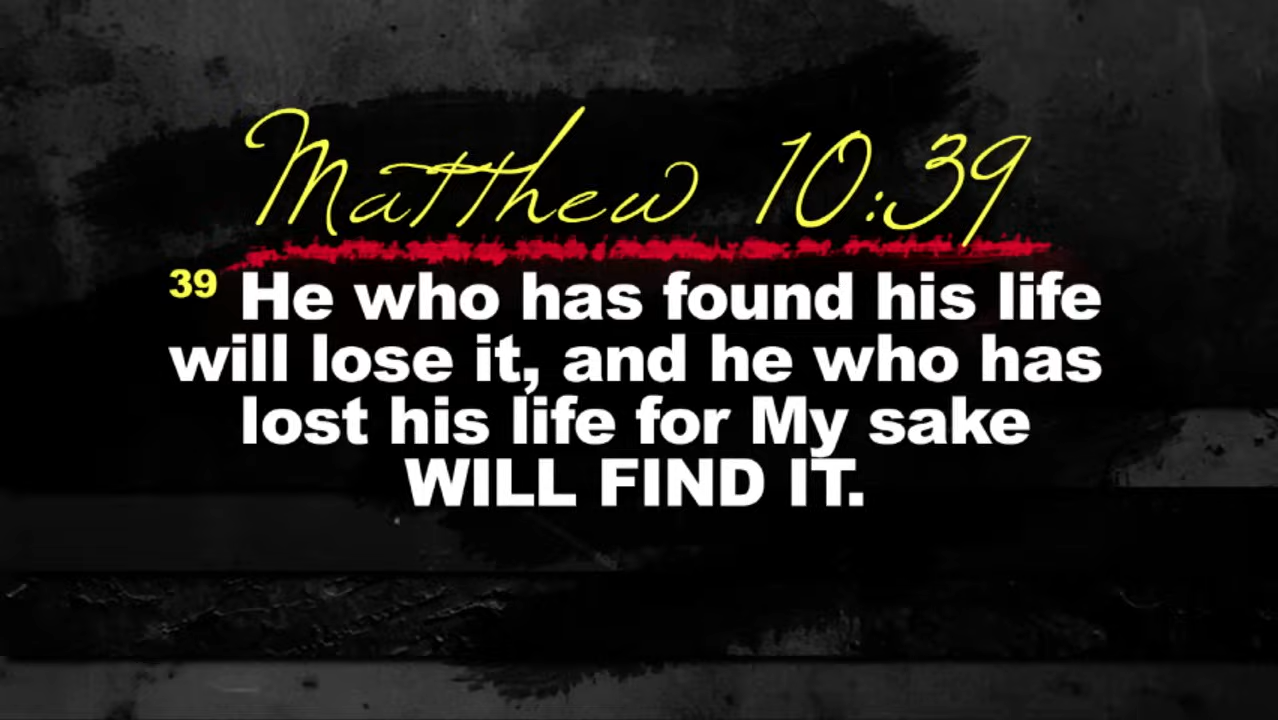 Matthew 10:39
39 He who has found his life
will lose it, and he who has
lost his life for My sake
WILL FIND IT.